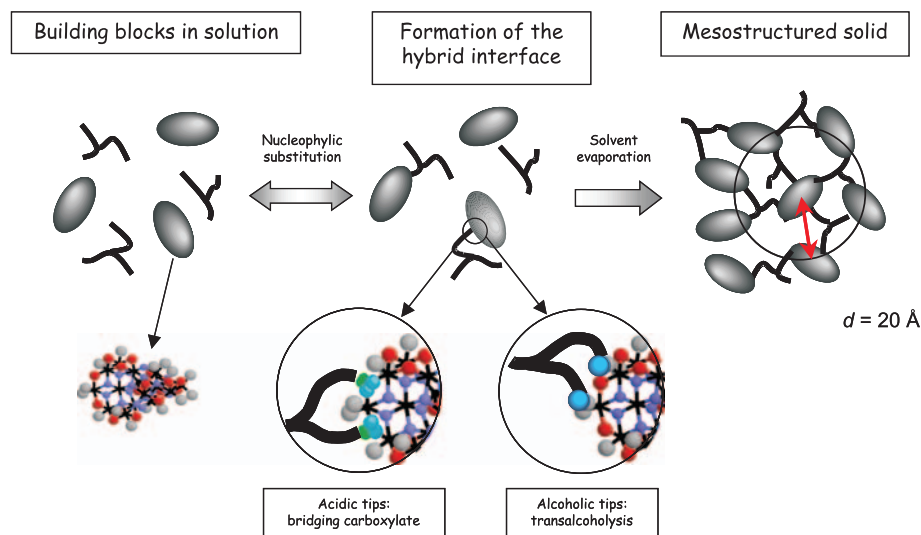 Building blocks in solution
Formation of the
hybrid interface
Mesostructured solid
Nucleophylic
substitution
Solvent
evaporation
d = 20 Å
Acidic tips:
bridging carboxylate
Alcoholic tips:
transalcoholysis